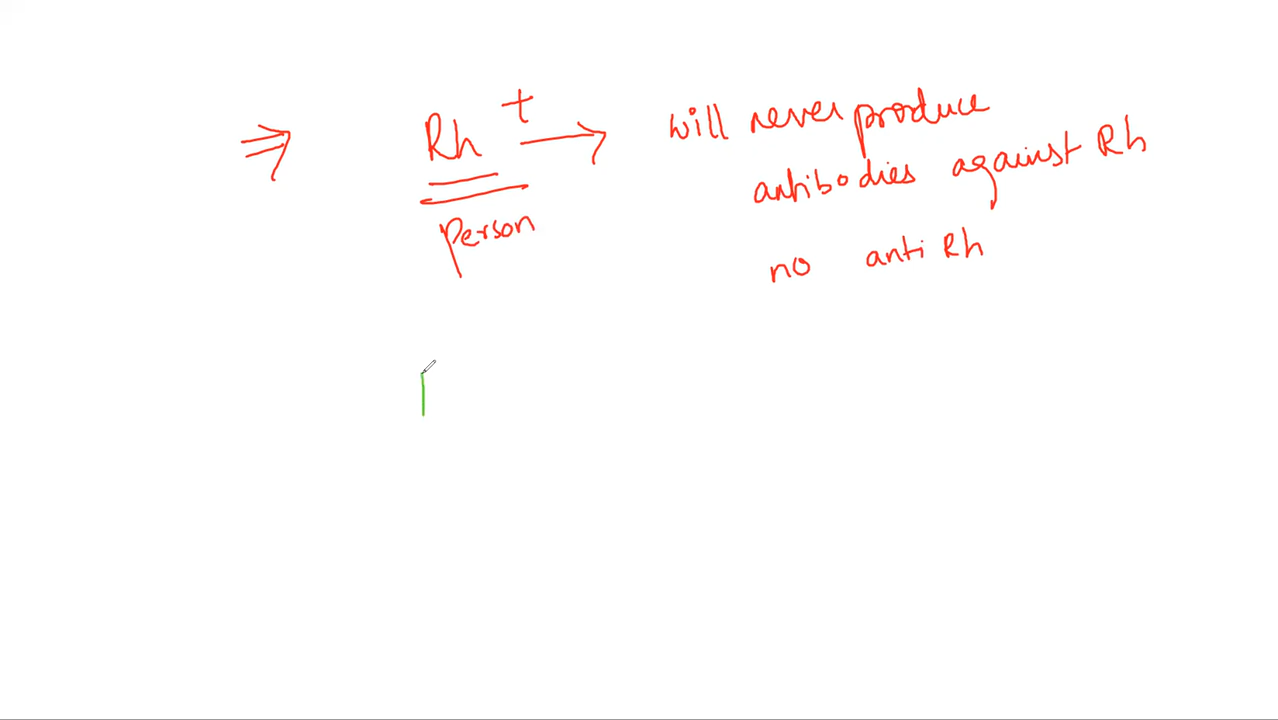 ⇒ Rh⁺ → will never produce
person antibodies against Rh
no anti Rh